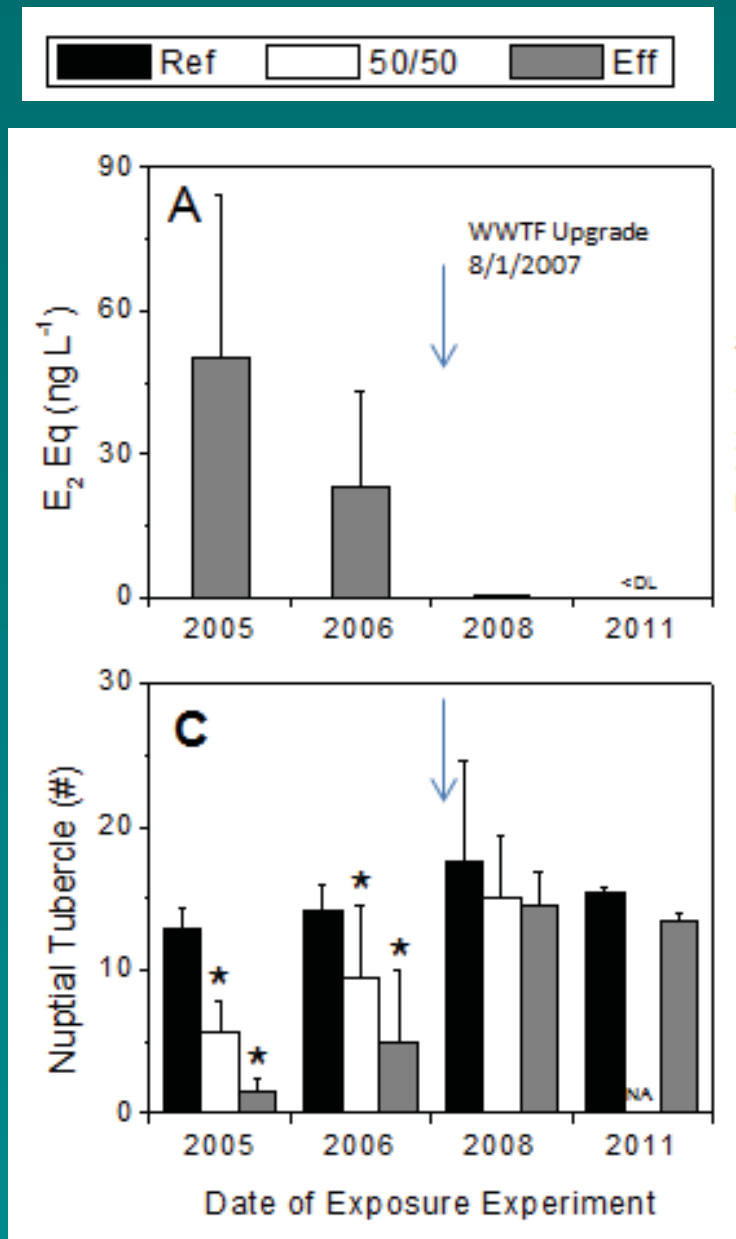 Ref 50/50 Eff
A
WWTF Upgrade
8/1/2007
E₂ Eq (ng L⁻¹)
90
60
30
0
<DL
2005 2006 2008 2011
C
Nuptial Tubercle (#)
30
20
10
0
* * * *
NA
2005 2006 2008 2011
Date of Exposure Experiment